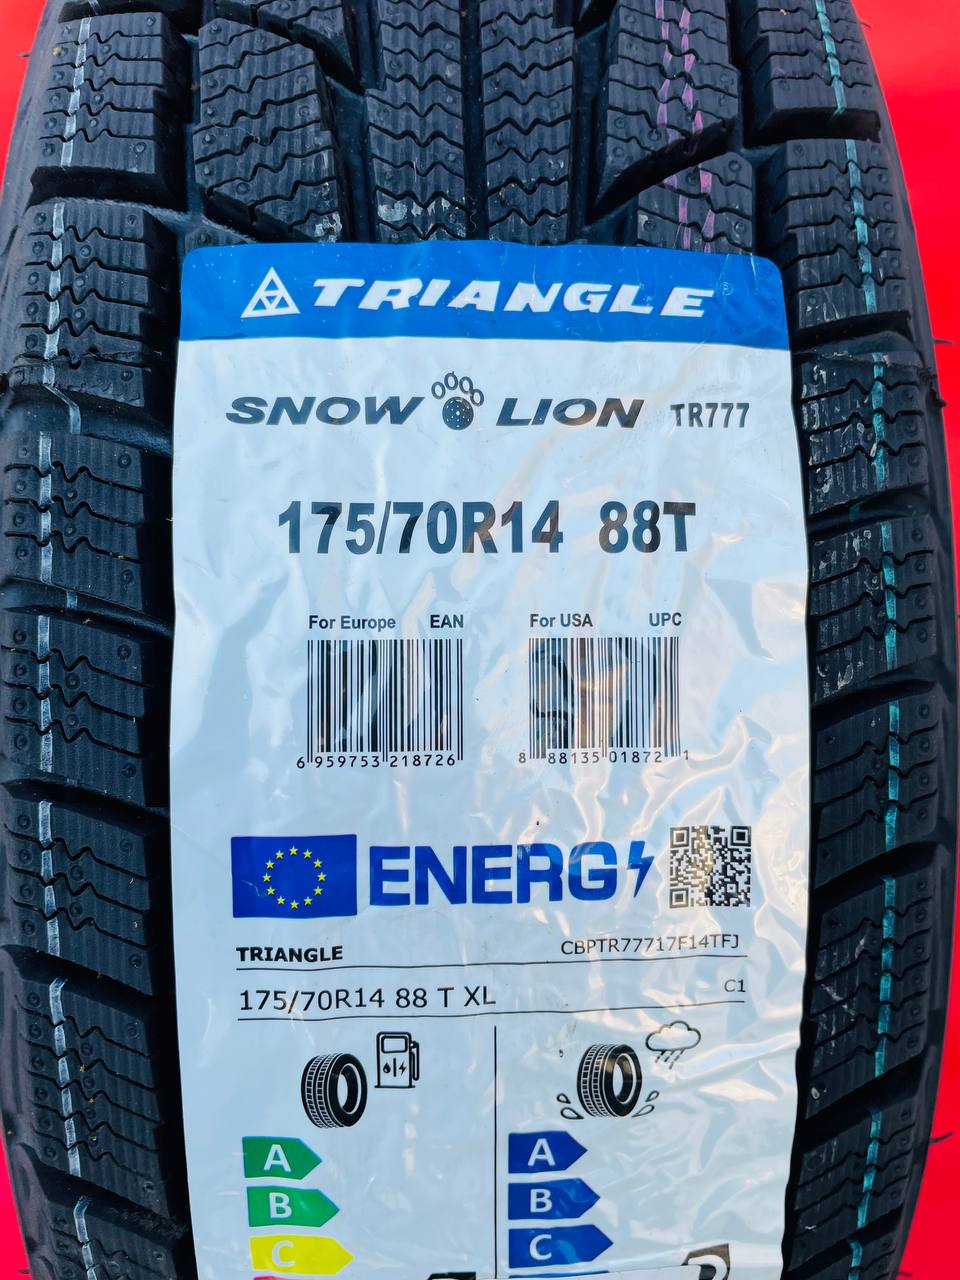 TRIANGLE
SNOW LION TR777
175/70R14 88T
For Europe EAN
For USA UPC
6 959753 218726
8 88135 01872 1
ENERG
TRIANGLE CBPTR77717F14TFJ
175/70R14 88 T XL C1
A
B
C
A
B
C